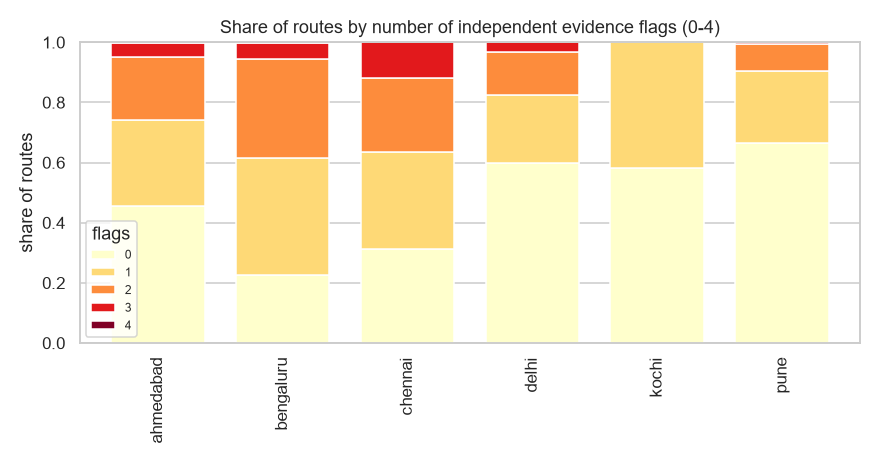 Share of routes by number of independent evidence flags (0-4)
share of routes
1.0
0.8
0.6
0.4
0.2
0.0
flags
0
1
2
3
4
ahmedabad
bengaluru
chennai
delhi
kochi
pune